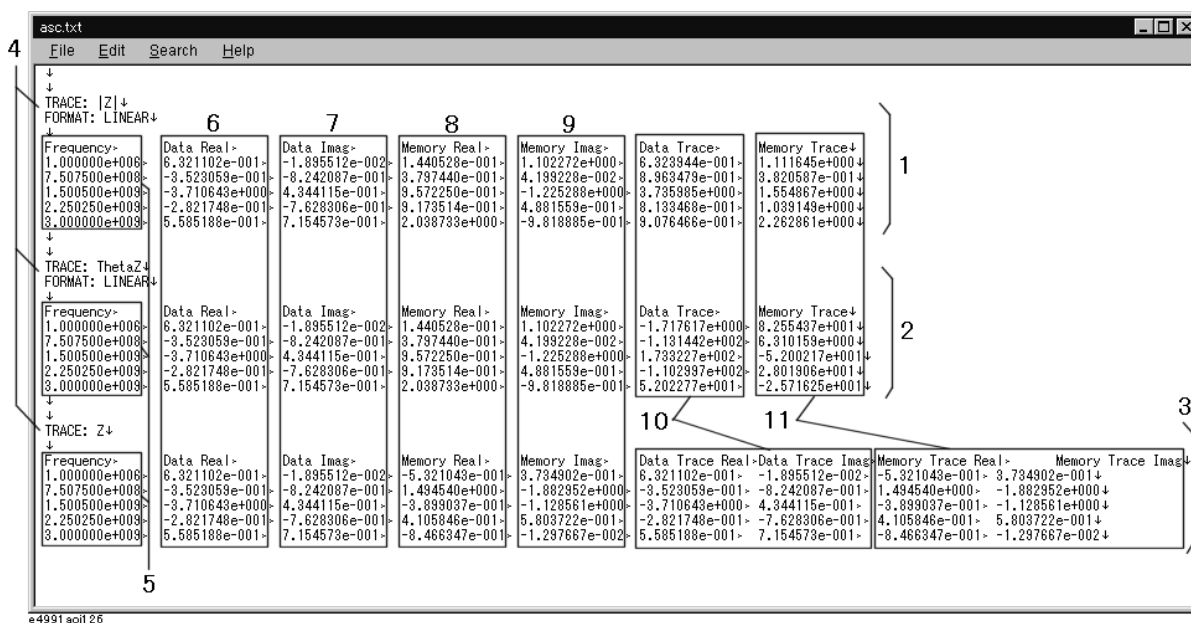 asc.txt
File Edit Search Help
4
↓
↓
TRACE: |Z|↓
FORMAT: LINEAR↓
6 7 8 9
↓
Frequency> Data Real> Data Imag> Memory Real> Memory Imag> Data Trace> Memory Trace↓
1.000000e+006> 6.321102e-001> -1.895512e-002> 1.440528e-001> 1.102272e+000> 6.323944e-001> 1.111645e+000↓
7.507500e+008> -3.523059e-001> -8.242087e-001> 3.797440e-001> 4.199228e-002> 8.963479e-001> 3.820587e-001↓
1.500500e+009> -3.710643e+000> 4.344115e-001> 9.572250e-001> -1.225288e+000> 3.735985e+000> 1.554867e+000↓
2.250250e+009> -2.821748e-001> -7.628306e-001> 9.173514e-001> 4.881559e-001> 8.133468e-001> 1.039149e+000↓
3.000000e+009> 5.585188e-001> 7.154573e-001> 2.038733e+000> -9.818885e-001> 9.076466e-001> 2.262861e+000↓
1
↓
↓
TRACE: ThetaZ↓
FORMAT: LINEAR↓
↓
Frequency> Data Real> Data Imag> Memory Real> Memory Imag> Data Trace> Memory Trace↓
1.000000e+006> 6.321102e-001> -1.895512e-002> 1.440528e-001> 1.102272e+000> -1.717617e+000> 8.255437e+001↓
7.507500e+008> -3.523059e-001> -8.242087e-001> 3.797440e-001> 4.199228e-002> -1.131442e+002> 6.310159e+000↓
1.500500e+009> -3.710643e+000> 4.344115e-001> 9.572250e-001> -1.225288e+000> 1.733227e+002> -5.200217e+001↓
2.250250e+009> -2.821748e-001> -7.628306e-001> 9.173514e-001> 4.881559e-001> -1.102997e+002> 2.801906e+001↓
3.000000e+009> 5.585188e-001> 7.154573e-001> 2.038733e+000> -9.818885e-001> 5.202277e+001> -2.571625e+001↓
2
↓
↓
10 11 3
TRACE: Z↓
↓
Frequency> Data Real> Data Imag> Memory Real> Memory Imag> Data Trace Real> Data Trace Imag> Memory Trace Real> Memory Trace Imag↓
1.000000e+006> 6.321102e-001> -1.895512e-002> -5.321043e-001> 3.734902e-001> 6.321102e-001> -1.895512e-002> -5.321043e-001> 3.734902e-001↓
7.507500e+008> -3.523059e-001> -8.242087e-001> 1.494540e+000> -1.882952e+000> -3.523059e-001> -8.242087e-001> 1.494540e+000> -1.882952e+000↓
1.500500e+009> -3.710643e+000> 4.344115e-001> -3.899037e-001> -1.128561e+000> -3.710643e+000> 4.344115e-001> -3.899037e-001> -1.128561e+000↓
2.250250e+009> -2.821748e-001> -7.628306e-001> 4.105846e-001> 5.803722e-001> -2.821748e-001> -7.628306e-001> 4.105846e-001> 5.803722e-001↓
3.000000e+009> 5.585188e-001> 7.154573e-001> -8.466347e-001> -1.297667e-002> 5.585188e-001> 7.154573e-001> -8.466347e-001> -1.297667e-002↓
5
e4991aoj126